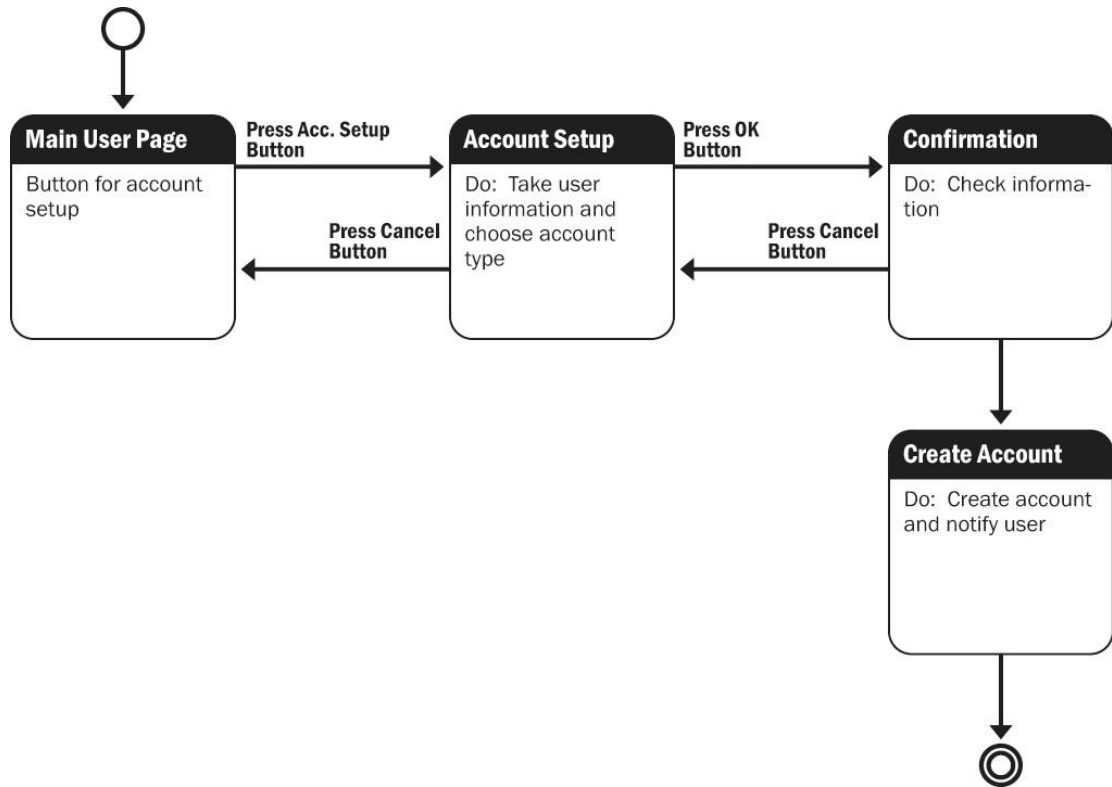 Main User Page
Button for account
setup
Press Acc. Setup
Button
Press Cancel
Button
Account Setup
Do: Take user
information and
choose account
type
Press OK
Button
Press Cancel
Button
Confirmation
Do: Check informa-
tion
Create Account
Do: Create account
and notify user